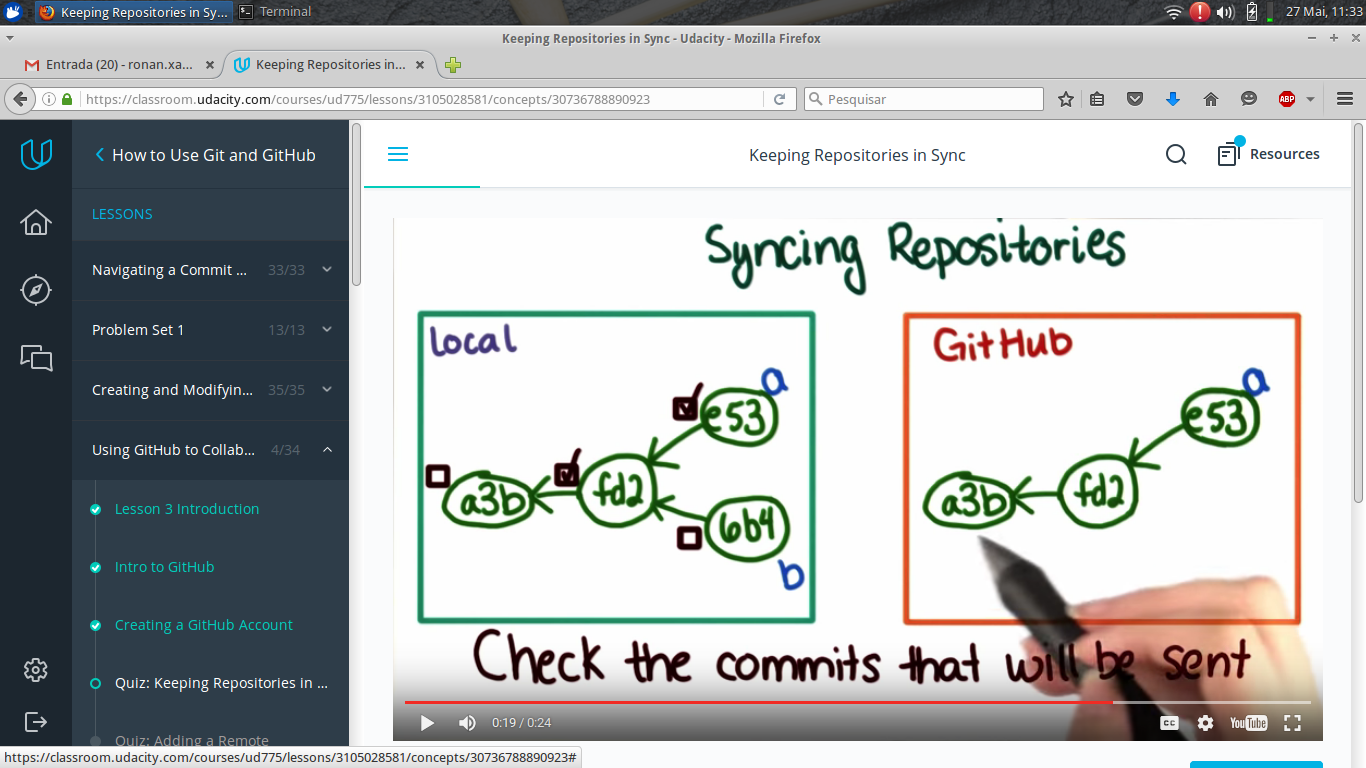 Keeping Repositories in Sy...
Terminal
27 Mai, 11:33
Keeping Repositories in Sync - Udacity - Mozilla Firefox
Entrada (20) - ronan.xa...
Keeping Repositories in...
https://classroom.udacity.com/courses/ud775/lessons/3105028581/concepts/30736788890923
Pesquisar
ABP
How to Use Git and GitHub
Keeping Repositories in Sync
Resources
LESSONS
Navigating a Commit ... 33/33
Problem Set 1 13/13
Creating and Modifyin... 35/35
Using GitHub to Collab... 4/34
Lesson 3 Introduction
Intro to GitHub
Creating a GitHub Account
Quiz: Keeping Repositories in ...
Quiz: Adding a Remote
Syncing Repositories
local
a
e53
a3b
fd2
6b4
b
GitHub
a
e53
a3b
fd2
Check the commits that will be sent
0:19 / 0:24
CC
YouTube
https://classroom.udacity.com/courses/ud775/lessons/3105028581/concepts/30736788890923#